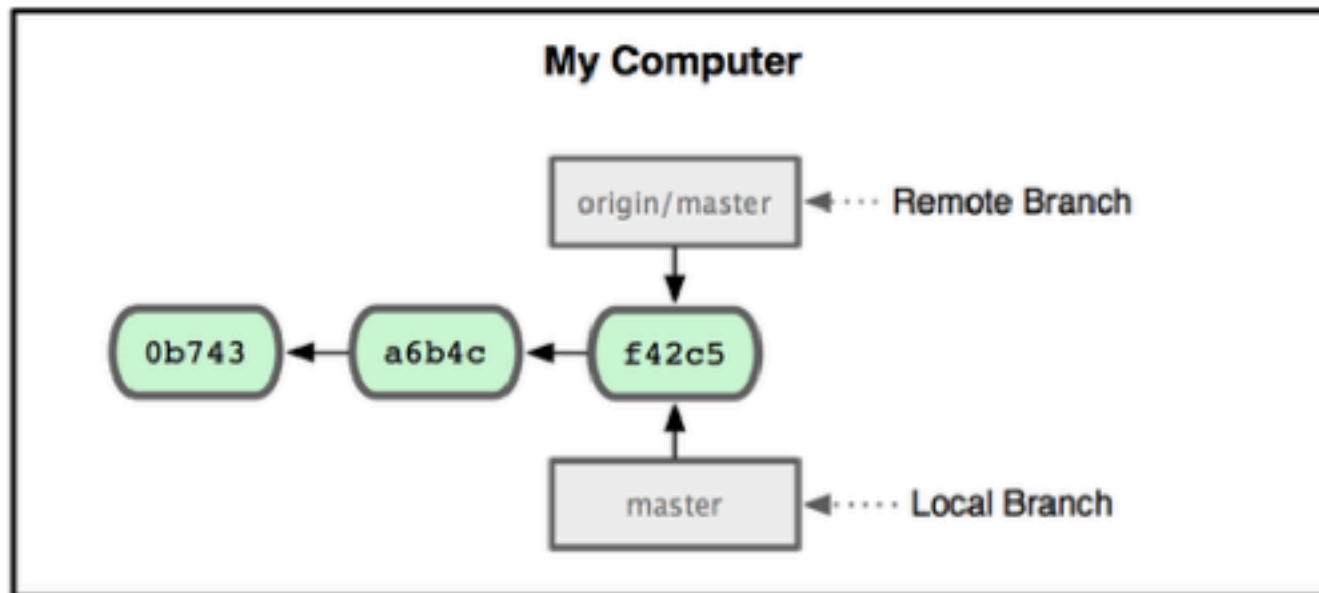 My Computer
origin/master
Remote Branch
0b743
a6b4c
f42c5
master
Local Branch